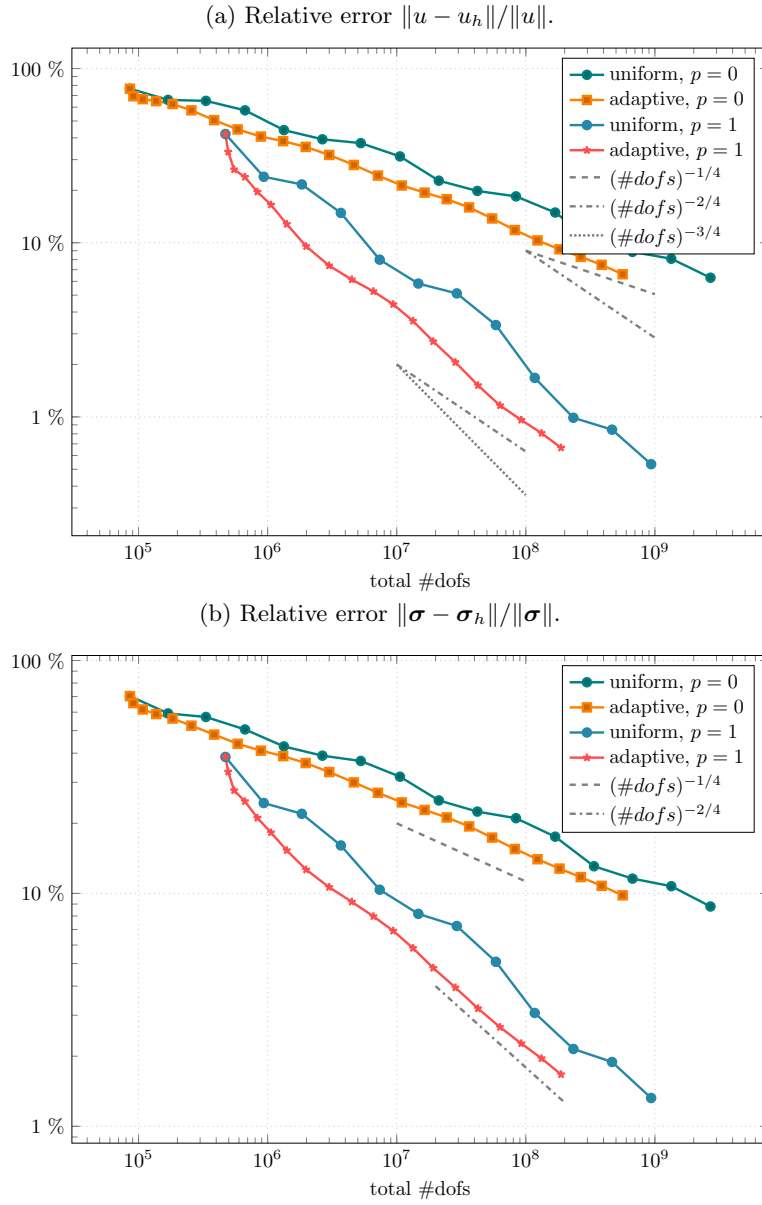 (a) Relative error ‖u − u_h‖/‖u‖.
100 %
10 %
1 %
uniform, p = 0
adaptive, p = 0
uniform, p = 1
adaptive, p = 1
(#dofs)^{−1/4}
(#dofs)^{−2/4}
(#dofs)^{−3/4}
10^5 10^6 10^7 10^8 10^9
total #dofs
(b) Relative error ‖σ − σ_h‖/‖σ‖.
100 %
10 %
1 %
uniform, p = 0
adaptive, p = 0
uniform, p = 1
adaptive, p = 1
(#dofs)^{−1/4}
(#dofs)^{−2/4}
10^5 10^6 10^7 10^8 10^9
total #dofs